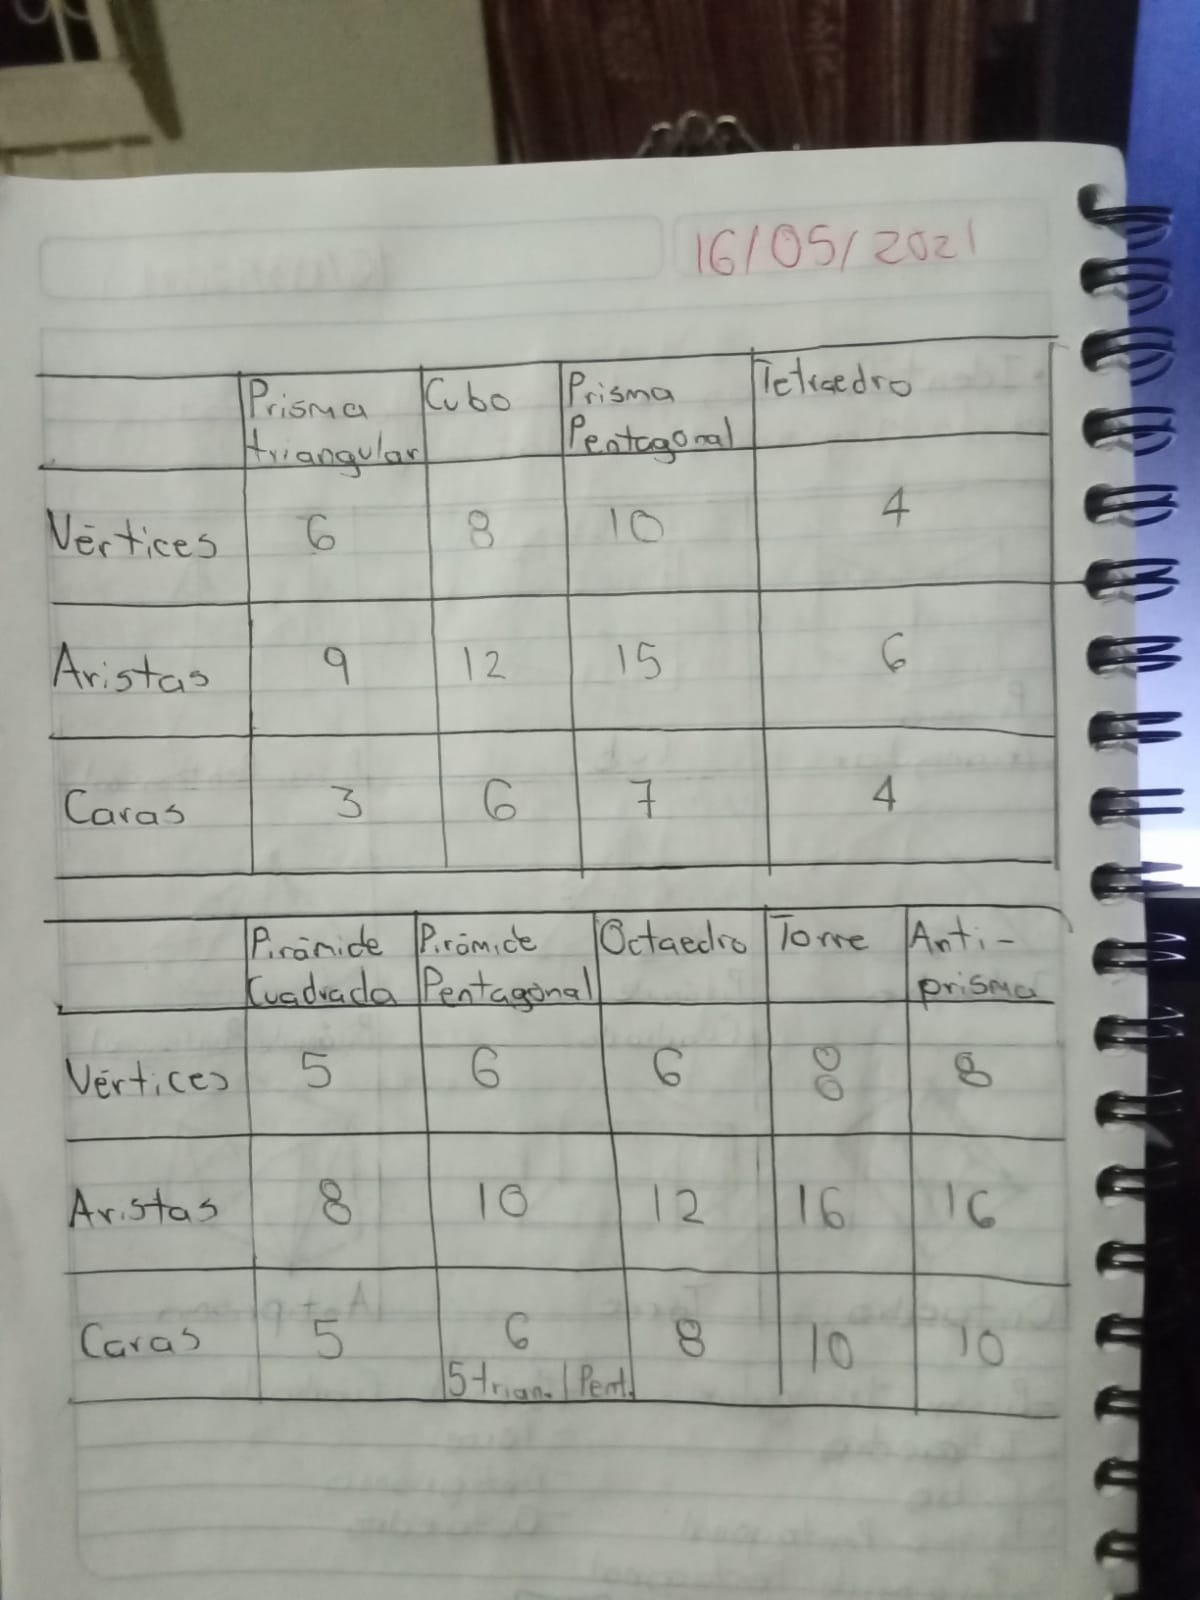 16/05/2021
Prisma triangular Cubo Prisma Pentagonal Tetraedro
Vértices 6 8 10 4
Aristas 9 12 15 6
Caras 3 6 7 4
Pirámide Cuadrada Pirámide Pentagonal Octaedro Torre Anti-prisma
Vértices 5 6 6 8 8
Aristas 8 10 12 16 16
Caras 5 6 8 10 10
5 trian. 1 Pent.